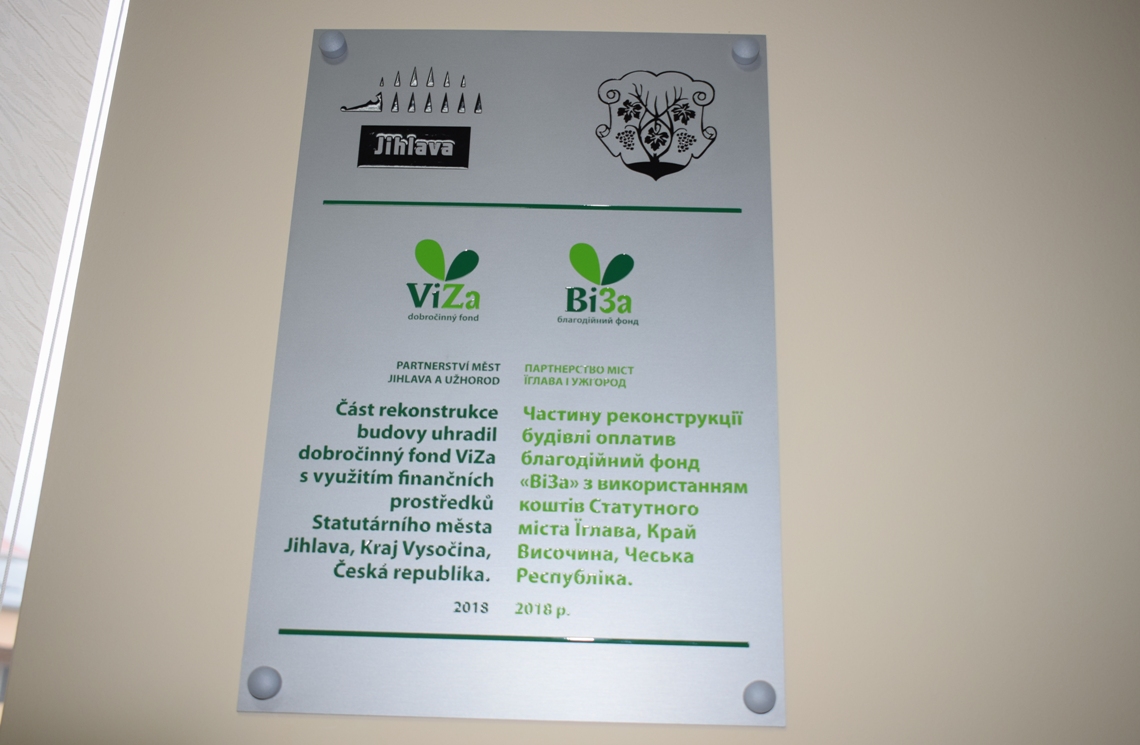 Jihlava
ViZa
dobročinný fond
ВіЗа
благодійний фонд
PARTNERSTVÍ MĚST
JIHLAVA A UŽHOROD
Část rekonstrukce
budovy uhradil
dobročinný fond ViZa
s využitím finančních
prostředků
Statutárního města
Jihlava, Kraj Vysočina,
Česká republika.
2018
ПАРТНЕРСТВО МІСТ
ЇГЛАВА І УЖГОРОД
Частину реконструкції
будівлі оплатив
благодійний фонд
«ВіЗа» з використанням
коштів Статутного
міста Їглава, Край
Височина, Чеська
Республіка.
2018 р.